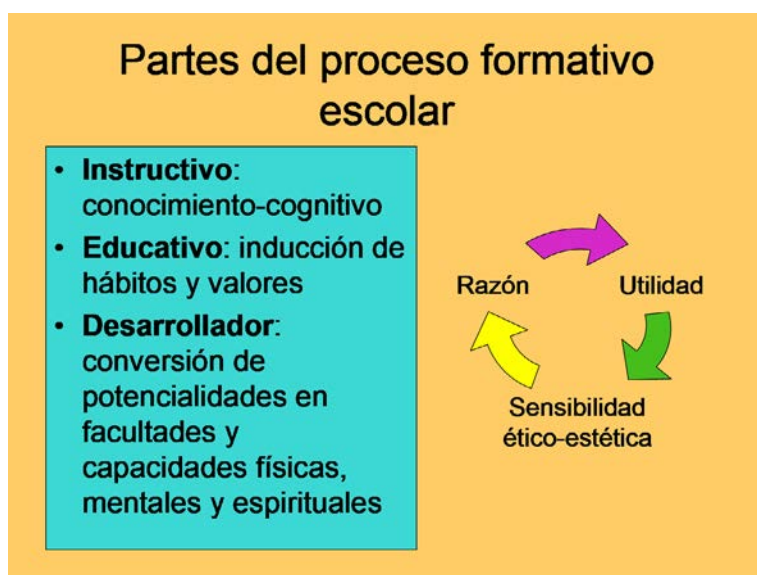 Partes del proceso formativo
escolar
• Instructivo:
conocimiento-cognitivo
• Educativo: inducción de
hábitos y valores
• Desarrollador:
conversión de
potencialidades en
facultades y
capacidades físicas,
mentales y espirituales
Razón
Utilidad
Sensibilidad
ético-estética